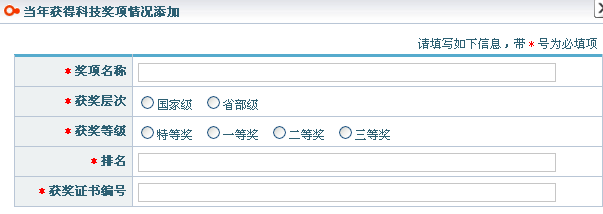 当年获得科技奖项情况添加
请填写如下信息，带*号为必填项
*奖项名称
*获奖层次 国家级 省部级
*获奖等级 特等奖 一等奖 二等奖 三等奖
*排名
*获奖证书编号